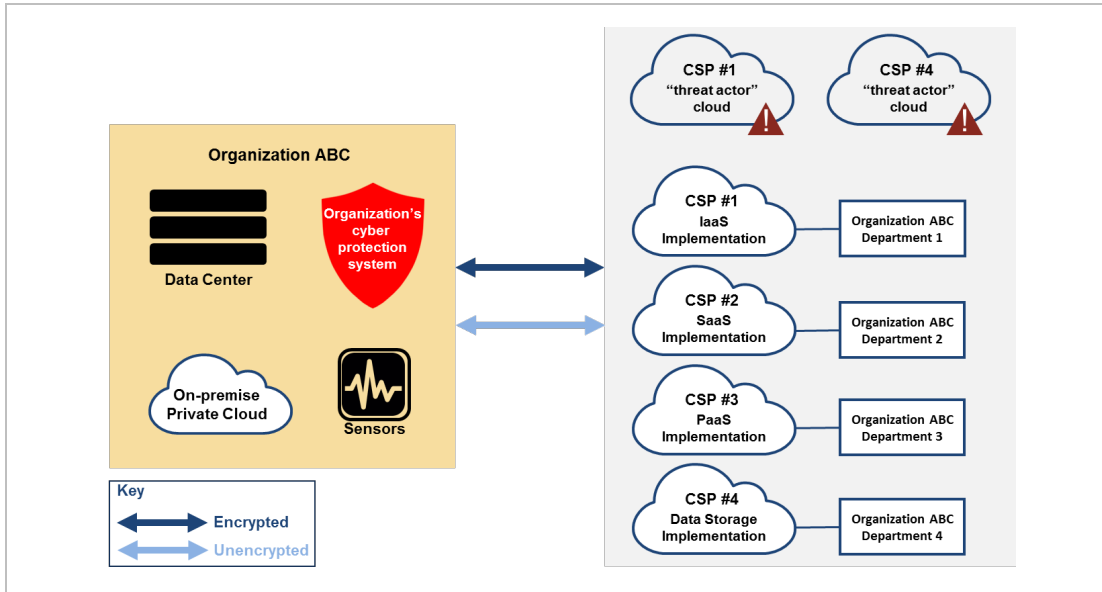 Organization ABC
Data Center
Organization's
cyber
protection
system
On-premise
Private Cloud
Sensors
Key
Encrypted
Unencrypted
CSP #1
“threat actor”
cloud
CSP #4
“threat actor”
cloud
CSP #1
IaaS
Implementation
Organization ABC
Department 1
CSP #2
SaaS
Implementation
Organization ABC
Department 2
CSP #3
PaaS
Implementation
Organization ABC
Department 3
CSP #4
Data Storage
Implementation
Organization ABC
Department 4